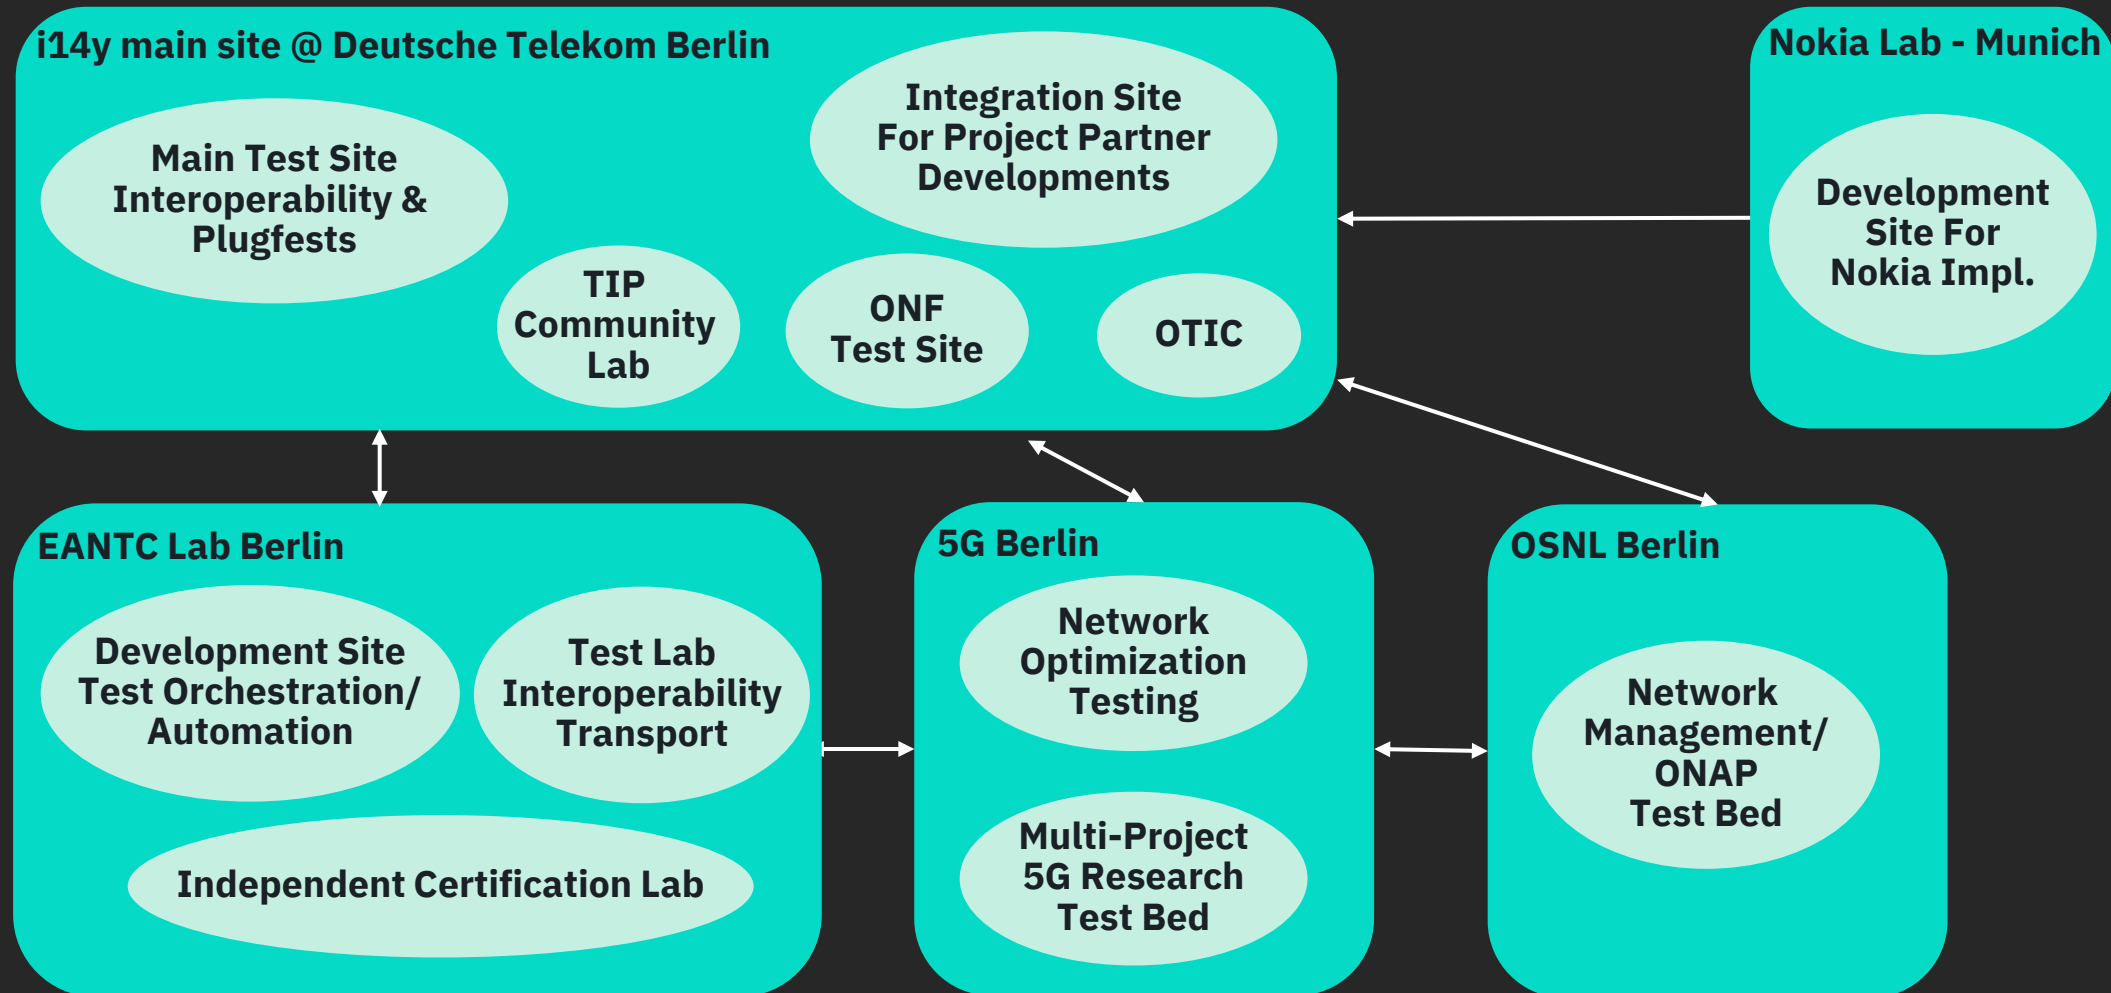 i14y main site @ Deutsche Telekom Berlin
Main Test Site
Interoperability &
Plugfests
Integration Site
For Project Partner
Developments
TIP
Community
Lab
ONF
Test Site
OTIC
Nokia Lab - Munich
Development
Site For
Nokia Impl.
EANTC Lab Berlin
Development Site
Test Orchestration/
Automation
Test Lab
Interoperability
Transport
Independent Certification Lab
5G Berlin
Network
Optimization
Testing
Multi-Project
5G Research
Test Bed
OSNL Berlin
Network
Management/
ONAP
Test Bed